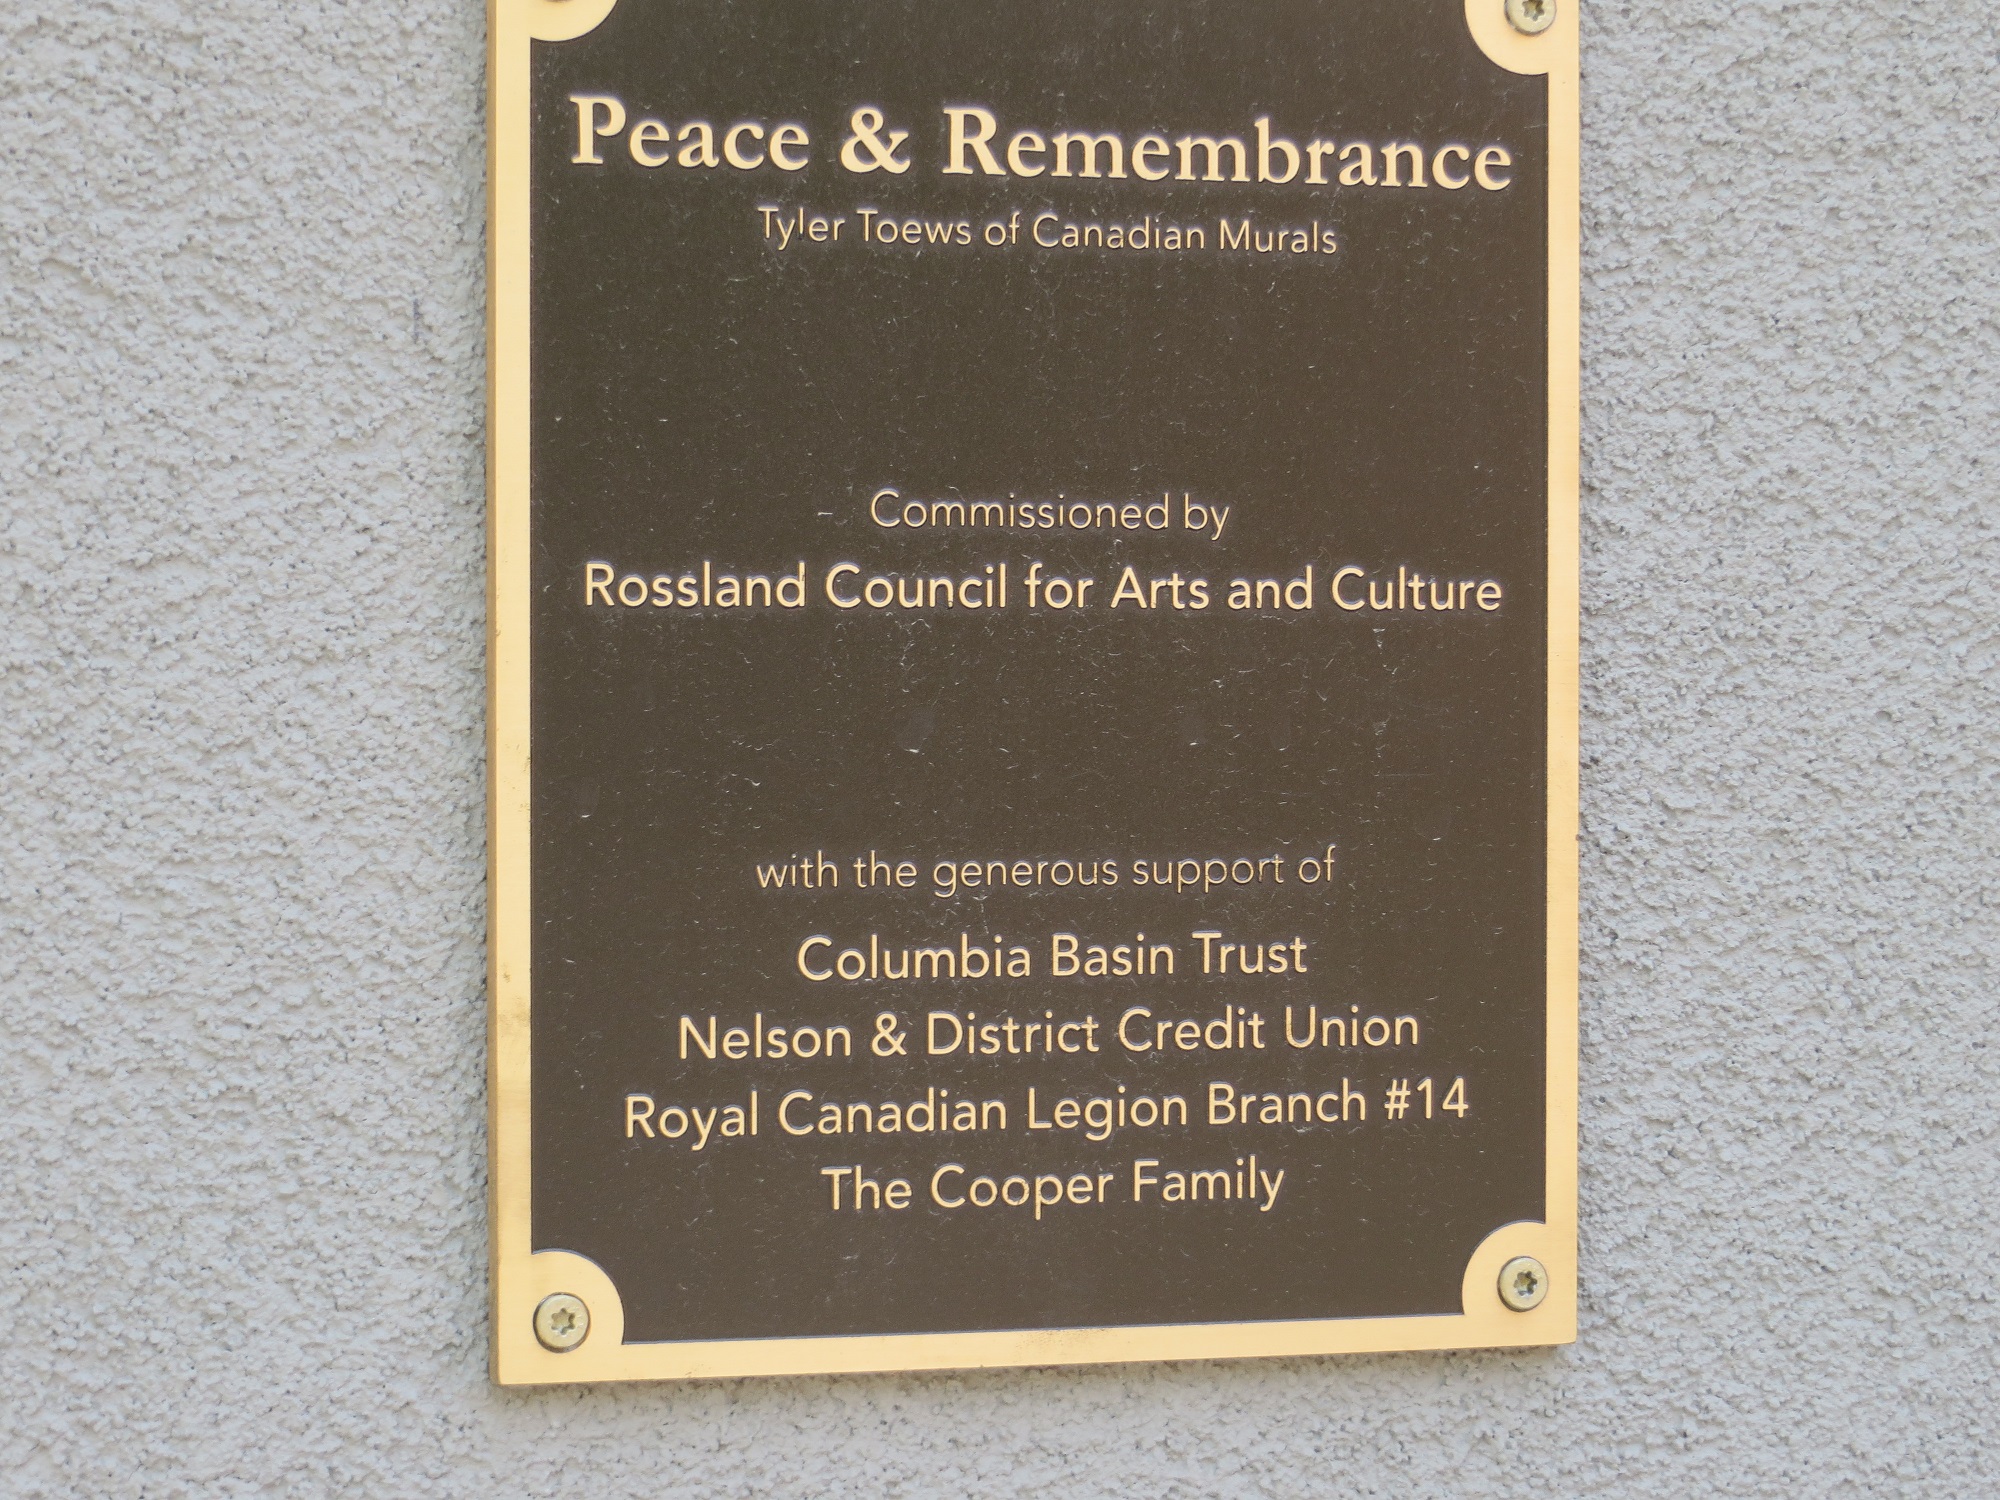 Peace & Remembrance
Tyler Toews of Canadian Murals
Commissioned by
Rossland Council for Arts and Culture
with the generous support of
Columbia Basin Trust
Nelson & District Credit Union
Royal Canadian Legion Branch #14
The Cooper Family